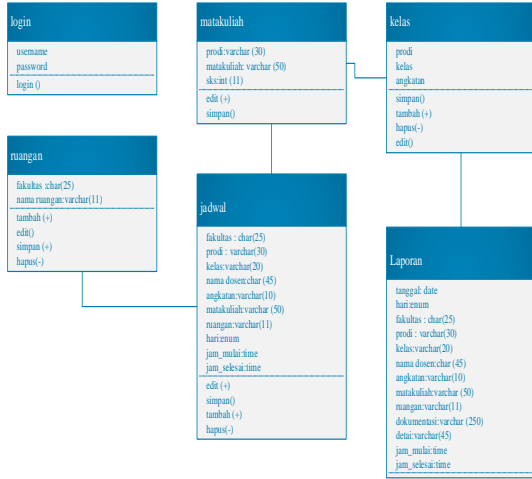 login
username
password
login ()
matakuliah
prodi:varchar (30)
matakuliah: varchar (50)
sks:int (11)
edit (+)
simpan()
kelas
prodi
kelas
angkatan
simpan()
tambah (+)
hapus(-)
edit()
ruangan
fakultas :char(25)
nama ruangan:varchar(11)
tambah (+)
edit()
simpan (+)
hapus(-)
jadwal
fakultas : char(25)
prodi : varchar(30)
kelas:varchar(20)
nama dosen:char (45)
angkatan:varchar(10)
matakuliah:varchar (50)
ruangan:varchar(11)
hari:enum
jam_mulai:time
jam_selesai:time
edit (+)
simpan()
tambah (+)
hapus(-)
Laporan
tanggal: date
hari:enum
fakultas : char(25)
prodi : varchar(30)
kelas:varchar(20)
nama dosen:char (45)
angkatan:varchar(10)
matakuliah:varchar (50)
ruangan:varchar(11)
dokumentasi:varchar (250)
detai:varchar(45)
jam_mulai:time
jam_selesai:time